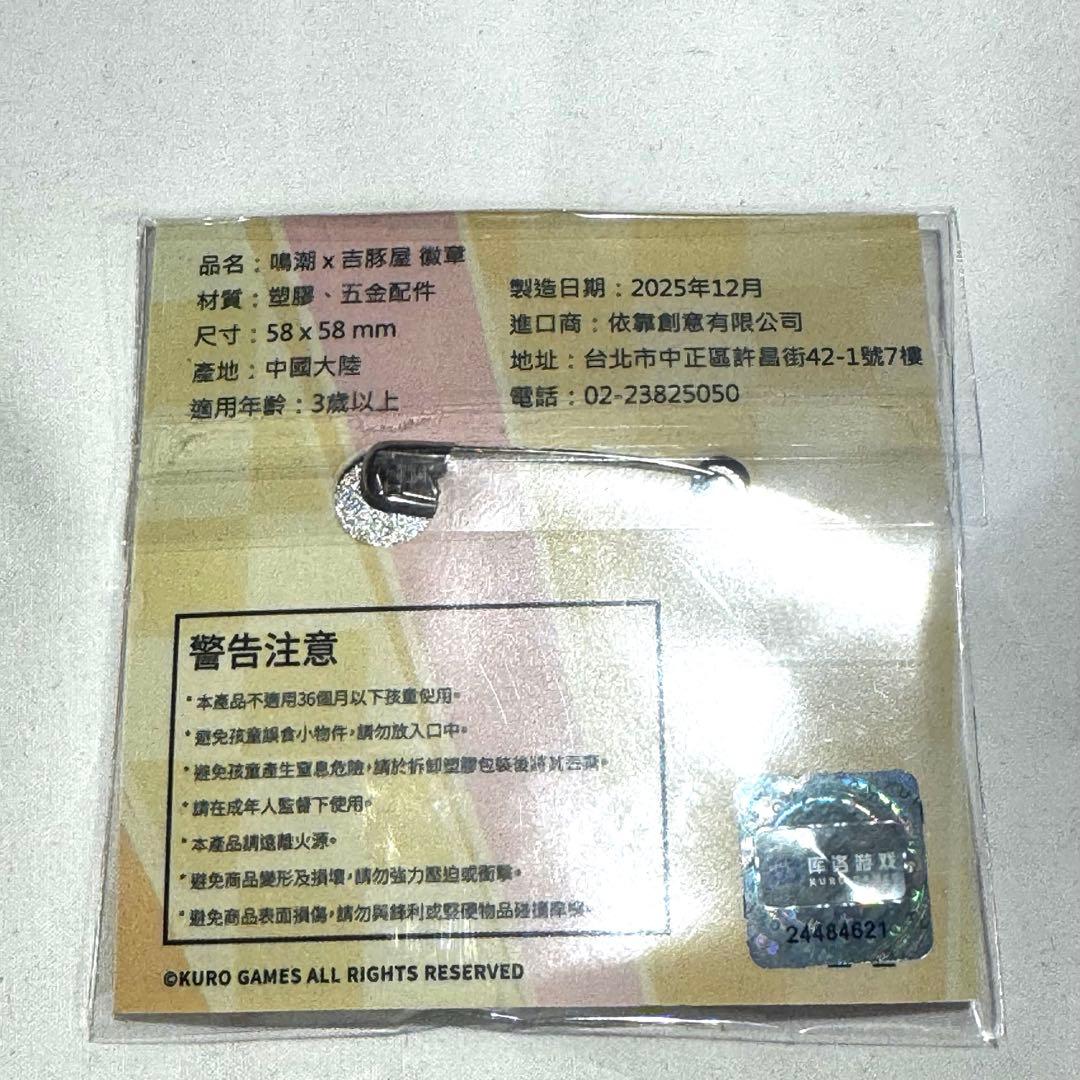 品名：鳴潮 x 吉豚屋 徽章
材質：塑膠、五金配件
尺寸：58 x 58 mm
產地：中國大陸
適用年齡：3歲以上
製造日期：2025年12月
進口商：依靠創意有限公司
地址：台北市中正區許昌街42-1號7樓
電話：02-23825050
警告注意
*本產品不適用36個月以下孩童使用。
*避免孩童誤食小物件，請勿放入口中。
*避免孩童產生窒息危險，請於拆卸塑膠包裝後將其丟棄。
*請在成年人監督下使用。
*本產品請遠離火源。
*避免商品變形及損壞，請勿強力壓迫或衝擊。
*避免商品表面損傷，請勿與鋒利或堅硬物品碰撞摩擦
©KURO GAMES ALL RIGHTS RESERVED
库洛游戏
KURO GAMES
24484621